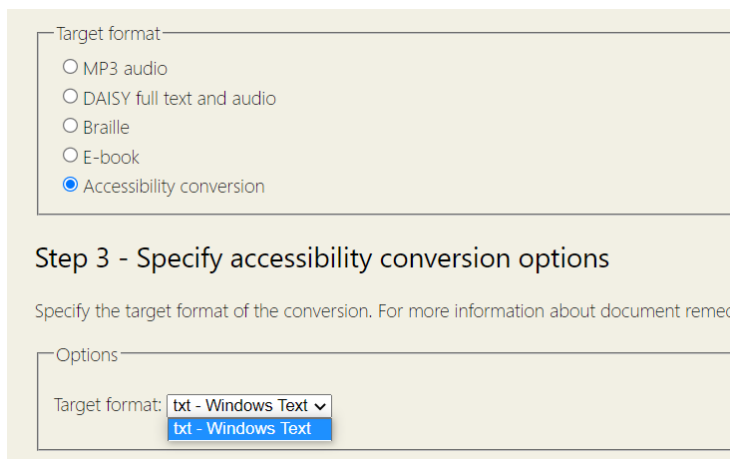 Target format
MP3 audio
DAISY full text and audio
Braille
E-book
Accessibility conversion
Step 3 - Specify accessibility conversion options
Specify the target format of the conversion. For more information about document
Options
Target format: txt - Windows Text
txt - Windows Text